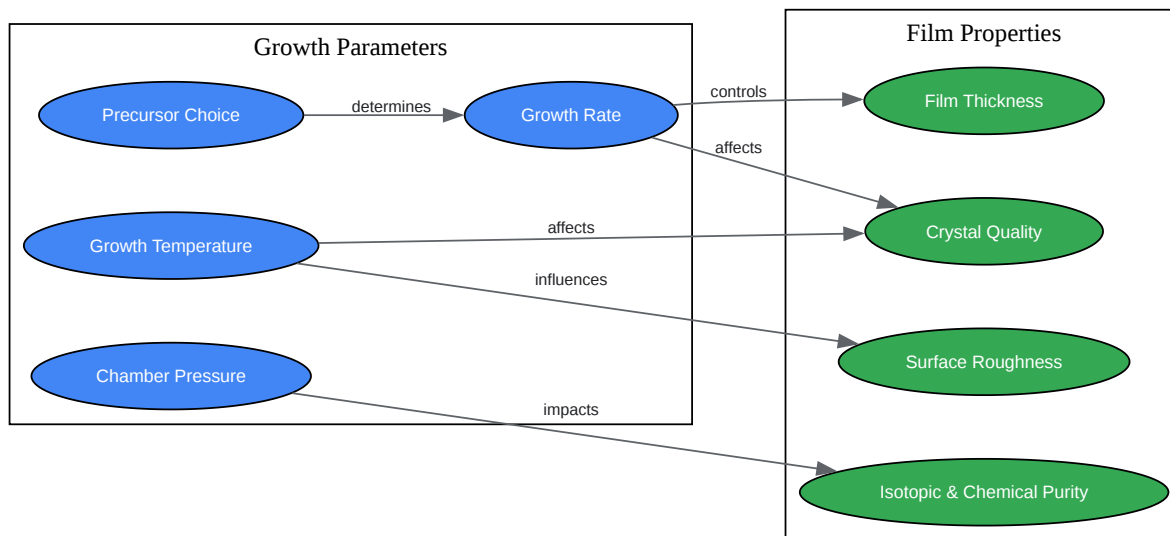 Growth Parameters
Film Properties
Precursor Choice
determines
Growth Rate
controls
Film Thickness
affects
Growth Temperature
affects
Crystal Quality
influences
Surface Roughness
Chamber Pressure
impacts
Isotopic & Chemical Purity